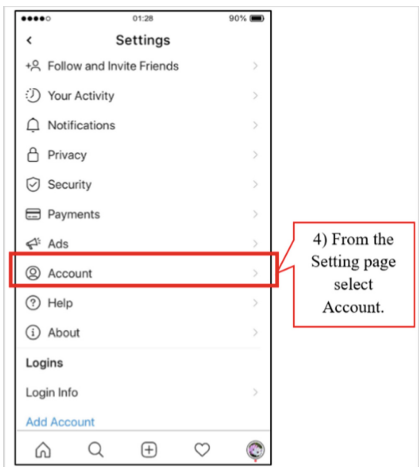 01:28
90%
Settings
Follow and Invite Friends
Your Activity
Notifications
Privacy
Security
Payments
Ads
Account
Help
About
Logins
Login Info
Add Account
4) From the
Setting page
select
Account.